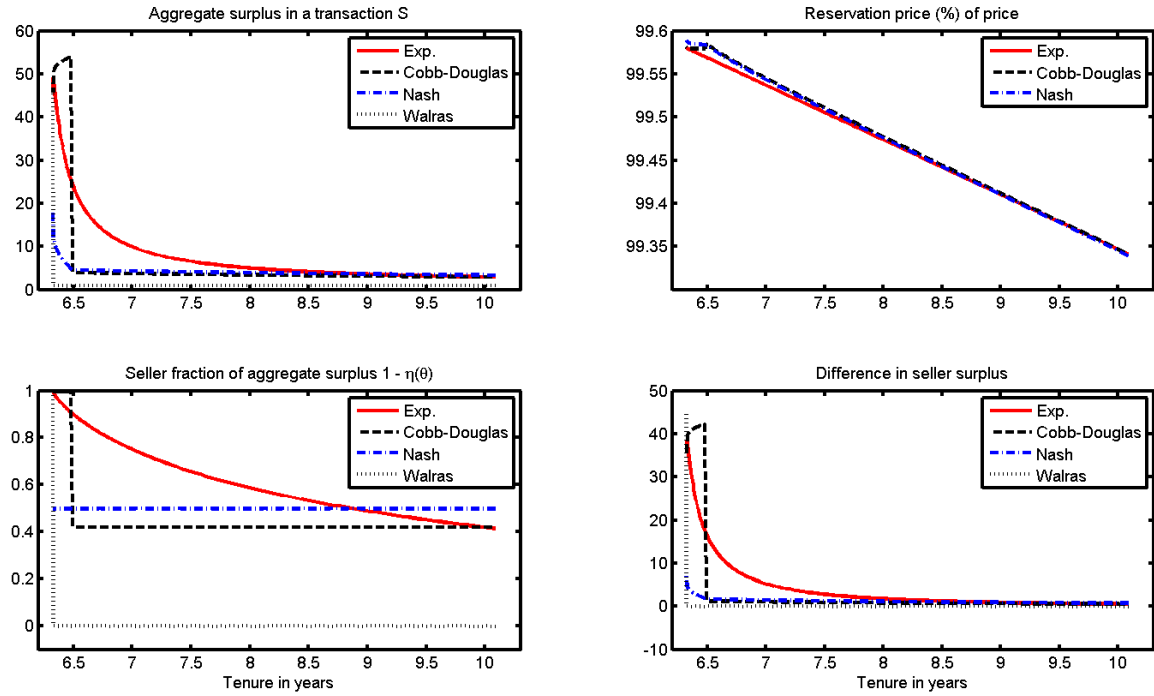 Aggregate surplus in a transaction S
60
50
40
30
20
10
0
6.5 7 7.5 8 8.5 9 9.5 10
Exp.
Cobb-Douglas
Nash
Walras
Reservation price (%) of price
99.6
99.55
99.5
99.45
99.4
99.35
6.5 7 7.5 8 8.5 9 9.5 10
Exp.
Cobb-Douglas
Nash
Walras
Seller fraction of aggregate surplus 1 - η(θ)
1
0.8
0.6
0.4
0.2
0
6.5 7 7.5 8 8.5 9 9.5 10
Tenure in years
Exp.
Cobb-Douglas
Nash
Walras
Difference in seller surplus
50
40
30
20
10
0
-10
6.5 7 7.5 8 8.5 9 9.5 10
Tenure in years
Exp.
Cobb-Douglas
Nash
Walras